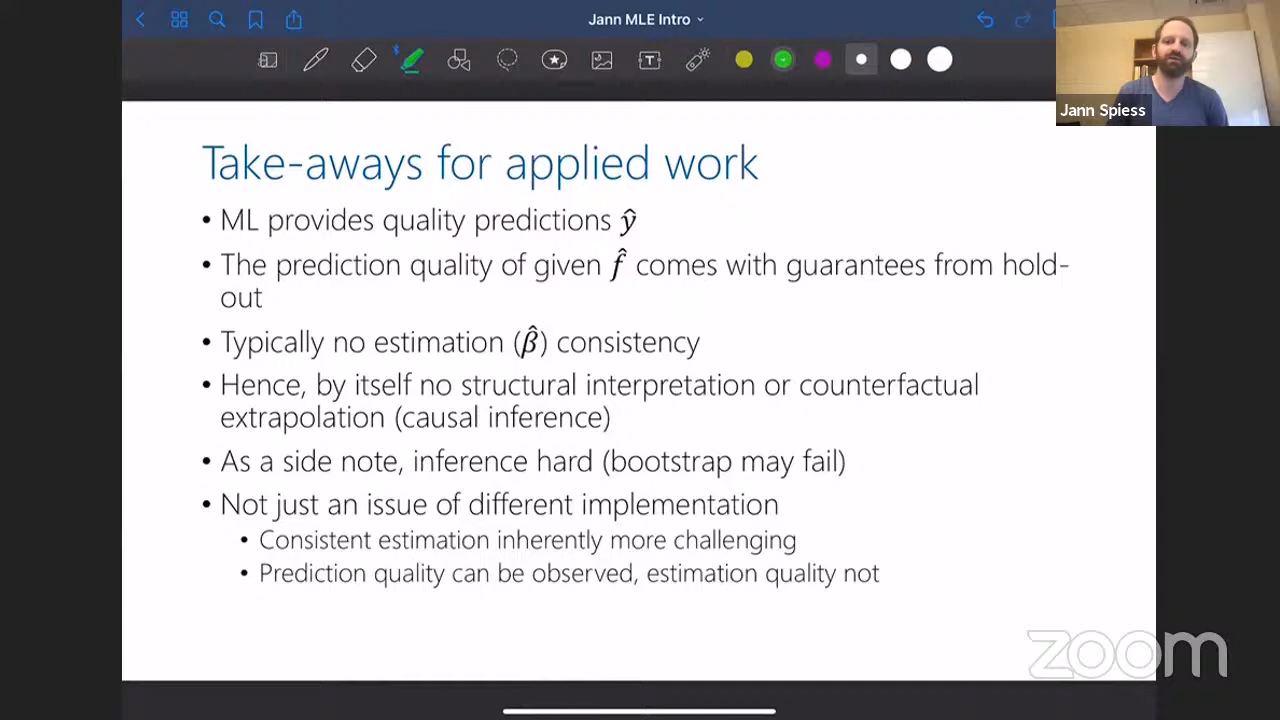 Jann MLE Intro
Jann Spiess
Take-aways for applied work
• ML provides quality predictions ŷ
• The prediction quality of given f̂ comes with guarantees from hold-
out
• Typically no estimation (β̂) consistency
• Hence, by itself no structural interpretation or counterfactual
extrapolation (causal inference)
• As a side note, inference hard (bootstrap may fail)
• Not just an issue of different implementation
• Consistent estimation inherently more challenging
• Prediction quality can be observed, estimation quality not
zoom